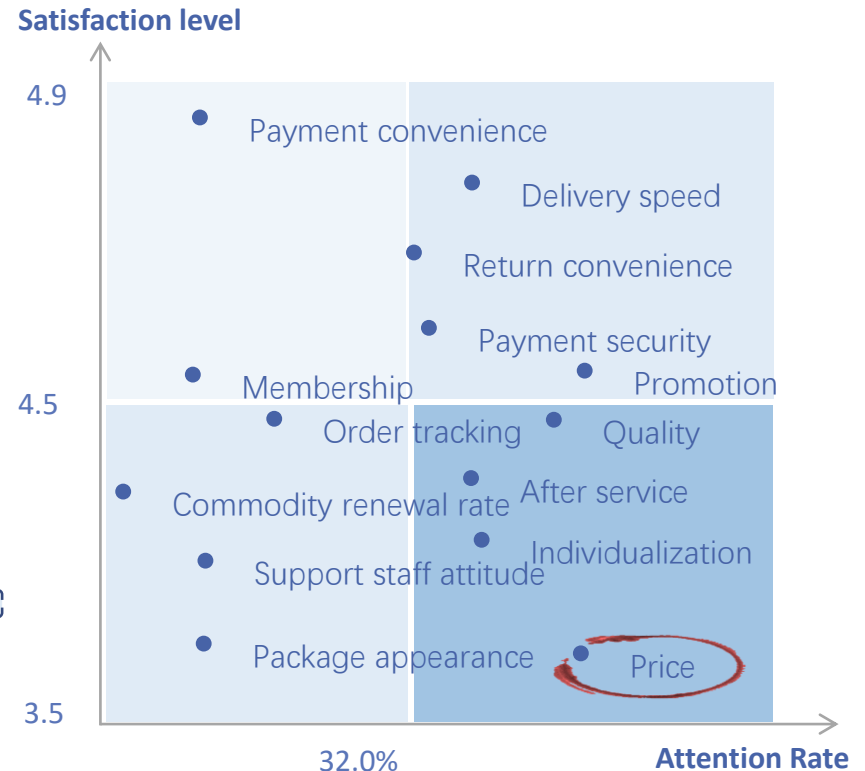 Satisfaction level
4.9
Payment convenience
Delivery speed
Return convenience
Payment security
Promotion
Membership
4.5
Order tracking
Quality
After service
Commodity renewal rate
Individualization
Support staff attitude
Package appearance
Price
3.5
32.0%
Attention Rate